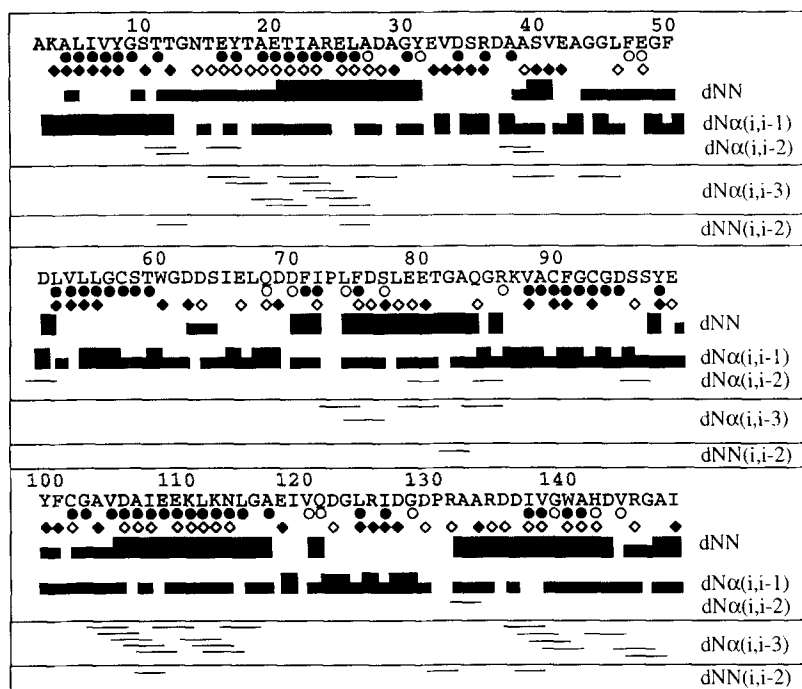 10 20 30 40 50
AKALIVYGSTTGNTEYTAETIARELADAGYEVDSRDAASVEAGGLFEGF
dNN
dNα(i,i-1)
dNα(i,i-2)
dNα(i,i-3)
dNN(i,i-2)
60 70 80 90
DLVLLGCSTWGDDSIELQDDFIPLFDSLEETGAQGRKVACFGCGDSSYE
dNN
dNα(i,i-1)
dNα(i,i-2)
dNα(i,i-3)
dNN(i,i-2)
100 110 120 130 140
YFCGAVDAIEEKLKNLGAEIVQDGLRIDGDPRAARDDIVGWAHDVRGAI
dNN
dNα(i,i-1)
dNα(i,i-2)
dNα(i,i-3)
dNN(i,i-2)